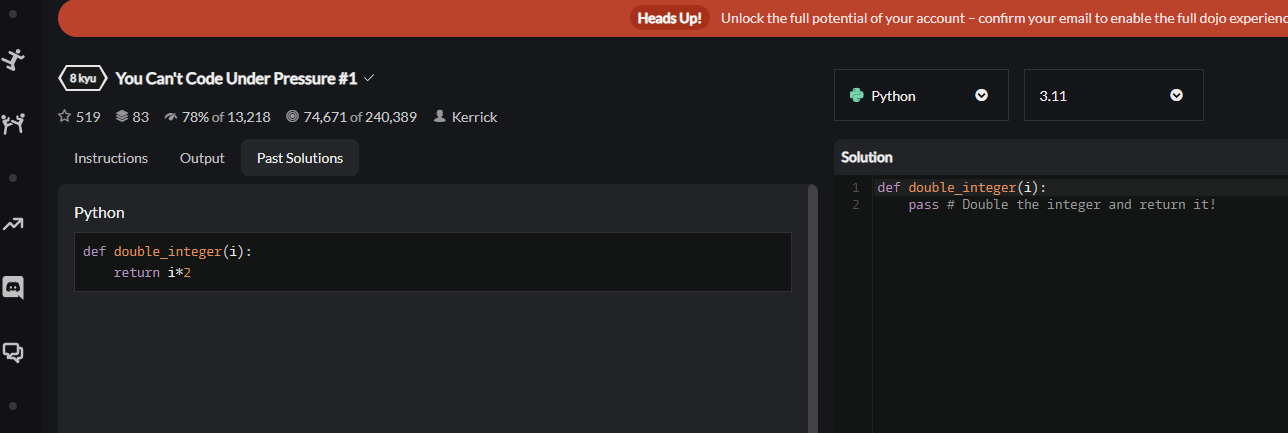 Heads Up! Unlock the full potential of your account – confirm your email to enable the full dojo
8 kyu You Can't Code Under Pressure #1
519 83 78% of 13,218 74,671 of 240,389 Kerrick
Python 3.11
Instructions Output Past Solutions
Python
def double_integer(i):
    return i*2
Solution
1 def double_integer(i):
2     pass # Double the integer and return it!